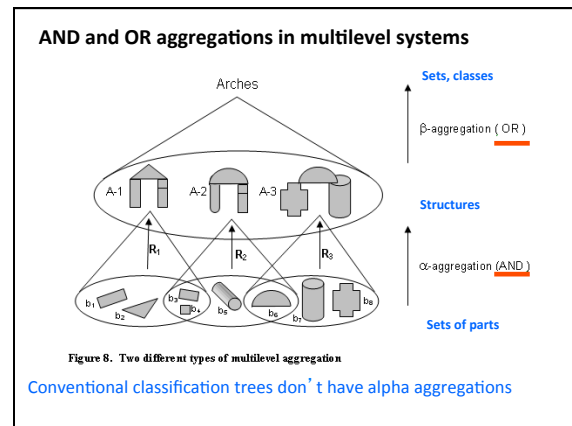 AND and OR aggregations in multilevel systems
Arches
Sets, classes
β-aggregation ( OR )
A-1
A-2
A-3
Structures
R₁
R₂
R₃
α-aggregation (AND)
b₁
b₂
b₃
b₄
b₅
b₆
b₇
b₈
Sets of parts
Figure 8. Two different types of multilevel aggregation
Conventional classification trees don’t have alpha aggregations